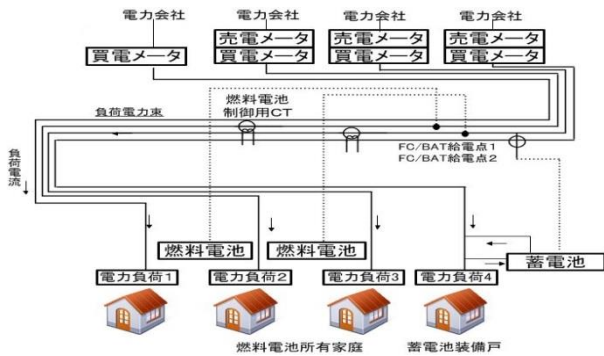 電力会社
電力会社
電力会社
電力会社
買電メータ
売電メータ
買電メータ
売電メータ
買電メータ
売電メータ
買電メータ
負荷電力束
燃料電池
制御用CT
FC/BAT給電点1
FC/BAT給電点2
負荷電流
燃料電池
燃料電池
蓄電池
電力負荷1
電力負荷2
電力負荷3
電力負荷4
燃料電池所有家庭
蓄電池装備戸